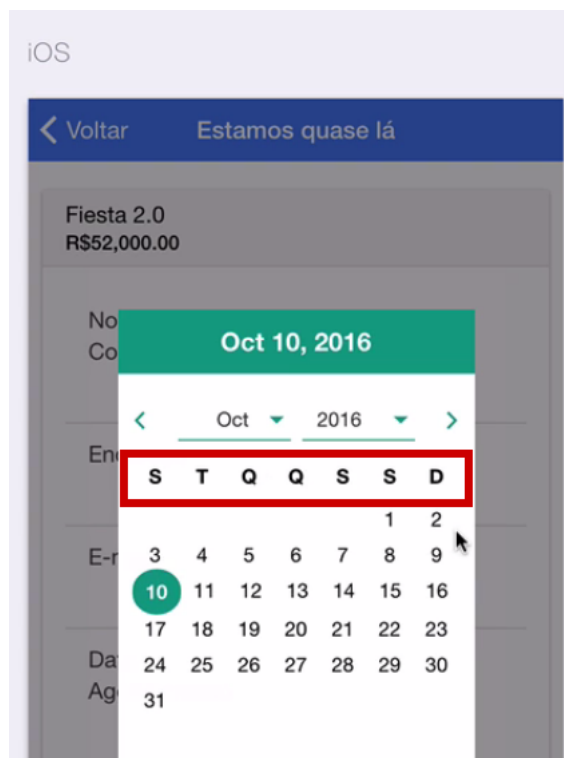 iOS
Voltar Estamos quase lá
Fiesta 2.0
R$52,000.00
Oct 10, 2016
Oct 2016
S T Q Q S S D
1 2
3 4 5 6 7 8 9
10 11 12 13 14 15 16
17 18 19 20 21 22 23
24 25 26 27 28 29 30
31